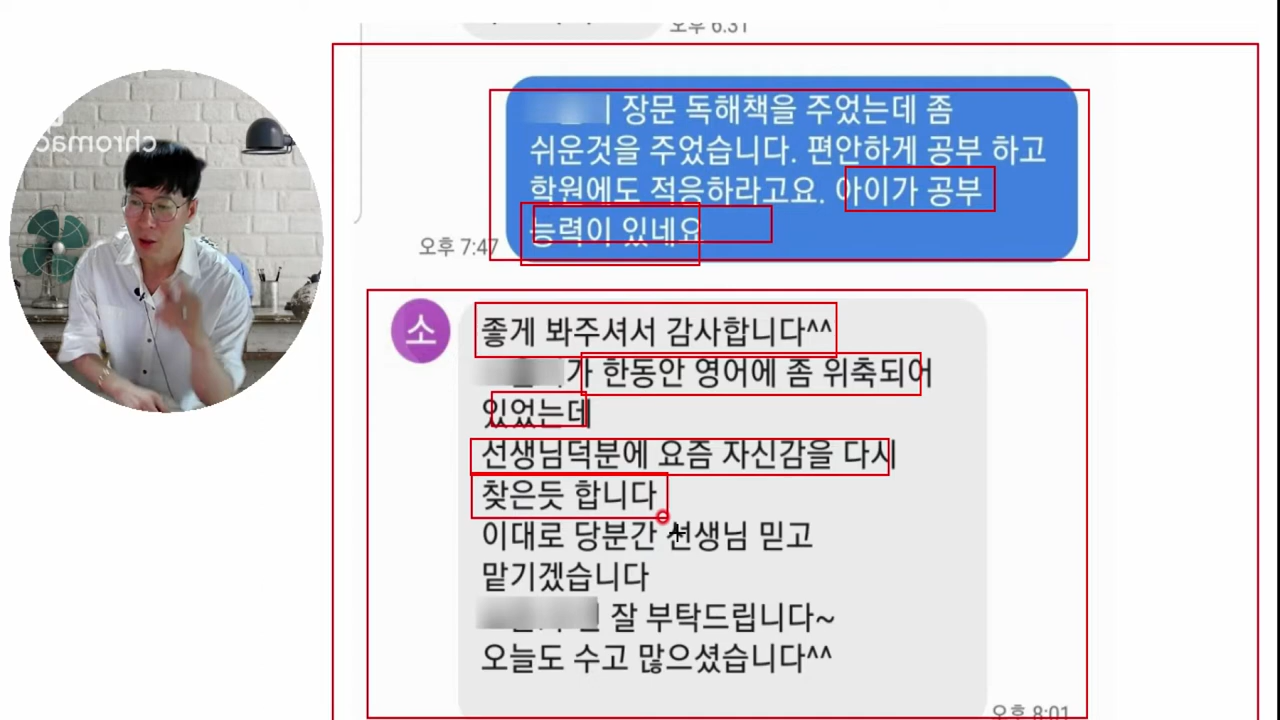 오후 6:31
chromac
장문 독해책을 주었는데 좀
쉬운것을 주었습니다. 편안하게 공부 하고
학원에도 적응하라고요. 아이가 공부
능력이 있네요
오후 7:47
소
좋게 봐주셔서 감사합니다^^
가 한동안 영어에 좀 위축되어
있었는데
선생님덕분에 요즘 자신감을 다시
찾은듯 합니다
이대로 당분간 선생님 믿고
맡기겠습니다
잘 부탁드립니다~
오늘도 수고 많으셨습니다^^
오후 8:01